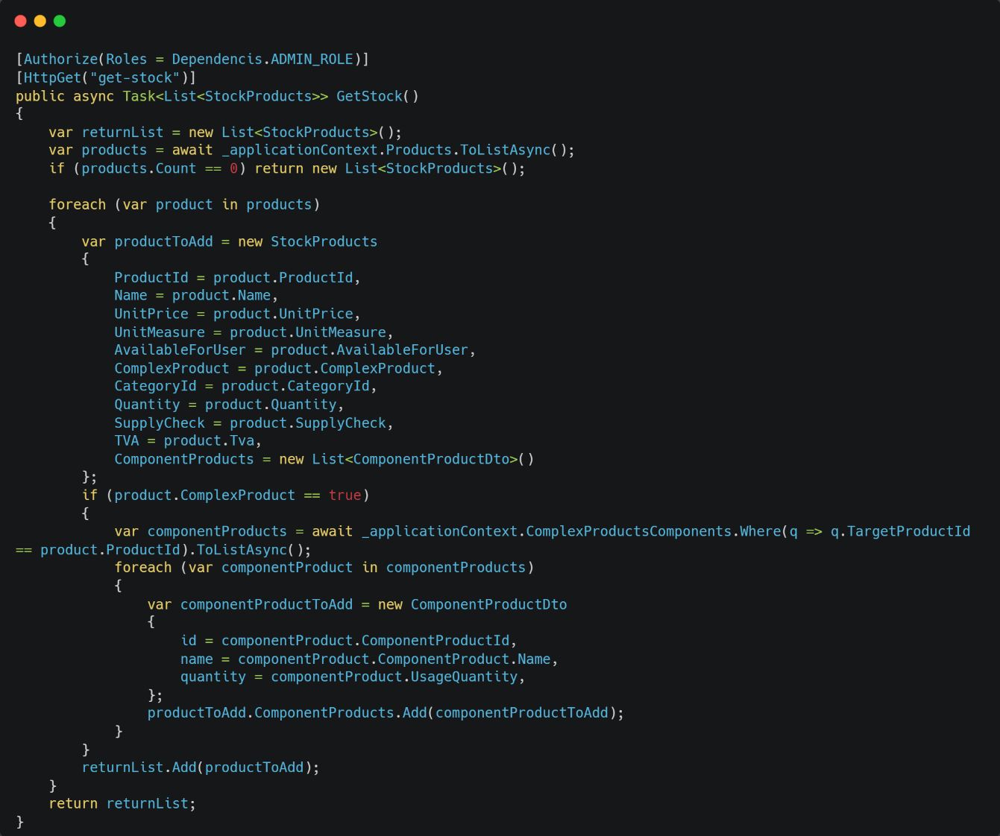 [Authorize(Roles = Dependencis.ADMIN_ROLE)]
[HttpGet("get-stock")]
public async Task<List<StockProducts>> GetStock()
{
    var returnList = new List<StockProducts>();
    var products = await _applicationContext.Products.ToListAsync();
    if (products.Count == 0) return new List<StockProducts>();

    foreach (var product in products)
    {
        var productToAdd = new StockProducts
        {
            ProductId = product.ProductId,
            Name = product.Name,
            UnitPrice = product.UnitPrice,
            UnitMeasure = product.UnitMeasure,
            AvailableForUser = product.AvailableForUser,
            ComplexProduct = product.ComplexProduct,
            CategoryId = product.CategoryId,
            Quantity = product.Quantity,
            SupplyCheck = product.SupplyCheck,
            TVA = product.Tva,
            ComponentProducts = new List<ComponentProductDto>()
        };
        if (product.ComplexProduct == true)
        {
            var componentProducts = await _applicationContext.ComplexProductsComponents.Where(q => q.TargetProductId
== product.ProductId).ToListAsync();
            foreach (var componentProduct in componentProducts)
            {
                var componentProductToAdd = new ComponentProductDto
                {
                    id = componentProduct.ComponentProductId,
                    name = componentProduct.ComponentProduct.Name,
                    quantity = componentProduct.UsageQuantity,
                };
                productToAdd.ComponentProducts.Add(componentProductToAdd);
            }
        }
        returnList.Add(productToAdd);
    }
    return returnList;
}